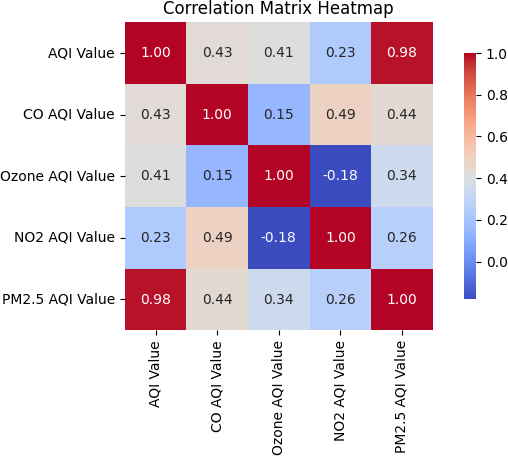 Correlation Matrix Heatmap
AQI Value 1.00 0.43 0.41 0.23 0.98
CO AQI Value 0.43 1.00 0.15 0.49 0.44
Ozone AQI Value 0.41 0.15 1.00 -0.18 0.34
NO2 AQI Value 0.23 0.49 -0.18 1.00 0.26
PM2.5 AQI Value 0.98 0.44 0.34 0.26 1.00
AQI Value
CO AQI Value
Ozone AQI Value
NO2 AQI Value
PM2.5 AQI Value
1.0
0.8
0.6
0.4
0.2
0.0